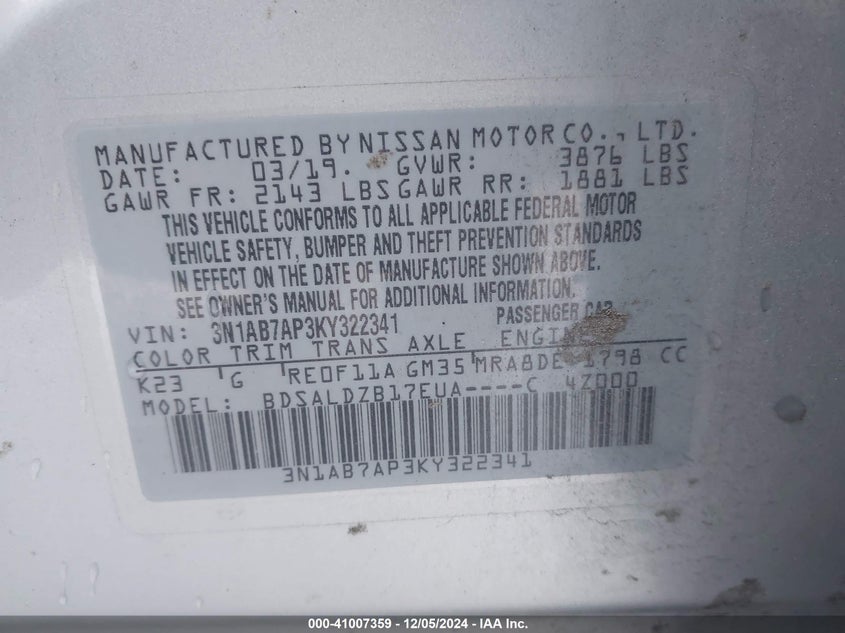 MANUFACTURED BY NISSAN MOTOR CO., LTD.
DATE: 03/19. GVWR: 3876 LBS
GAWR FR: 2143 LBS GAWR RR: 1881 LBS
THIS VEHICLE CONFORMS TO ALL APPLICABLE FEDERAL MOTOR
VEHICLE SAFETY, BUMPER AND THEFT PREVENTION STANDARDS
IN EFFECT ON THE DATE OF MANUFACTURE SHOWN ABOVE.
SEE OWNER'S MANUAL FOR ADDITIONAL INFORMATION.
VIN: 3N1AB7AP3KY322341 PASSENGER CAR
COLOR TRIM TRANS AXLE ENGINE
K23 G RE0F11A GM35 MRA8DE 1798 CC
MODEL: BDSALDZB17EUA----C 4Z000
3N1AB7AP3KY322341
000-41007359 - 12/05/2024 - IAA Inc.